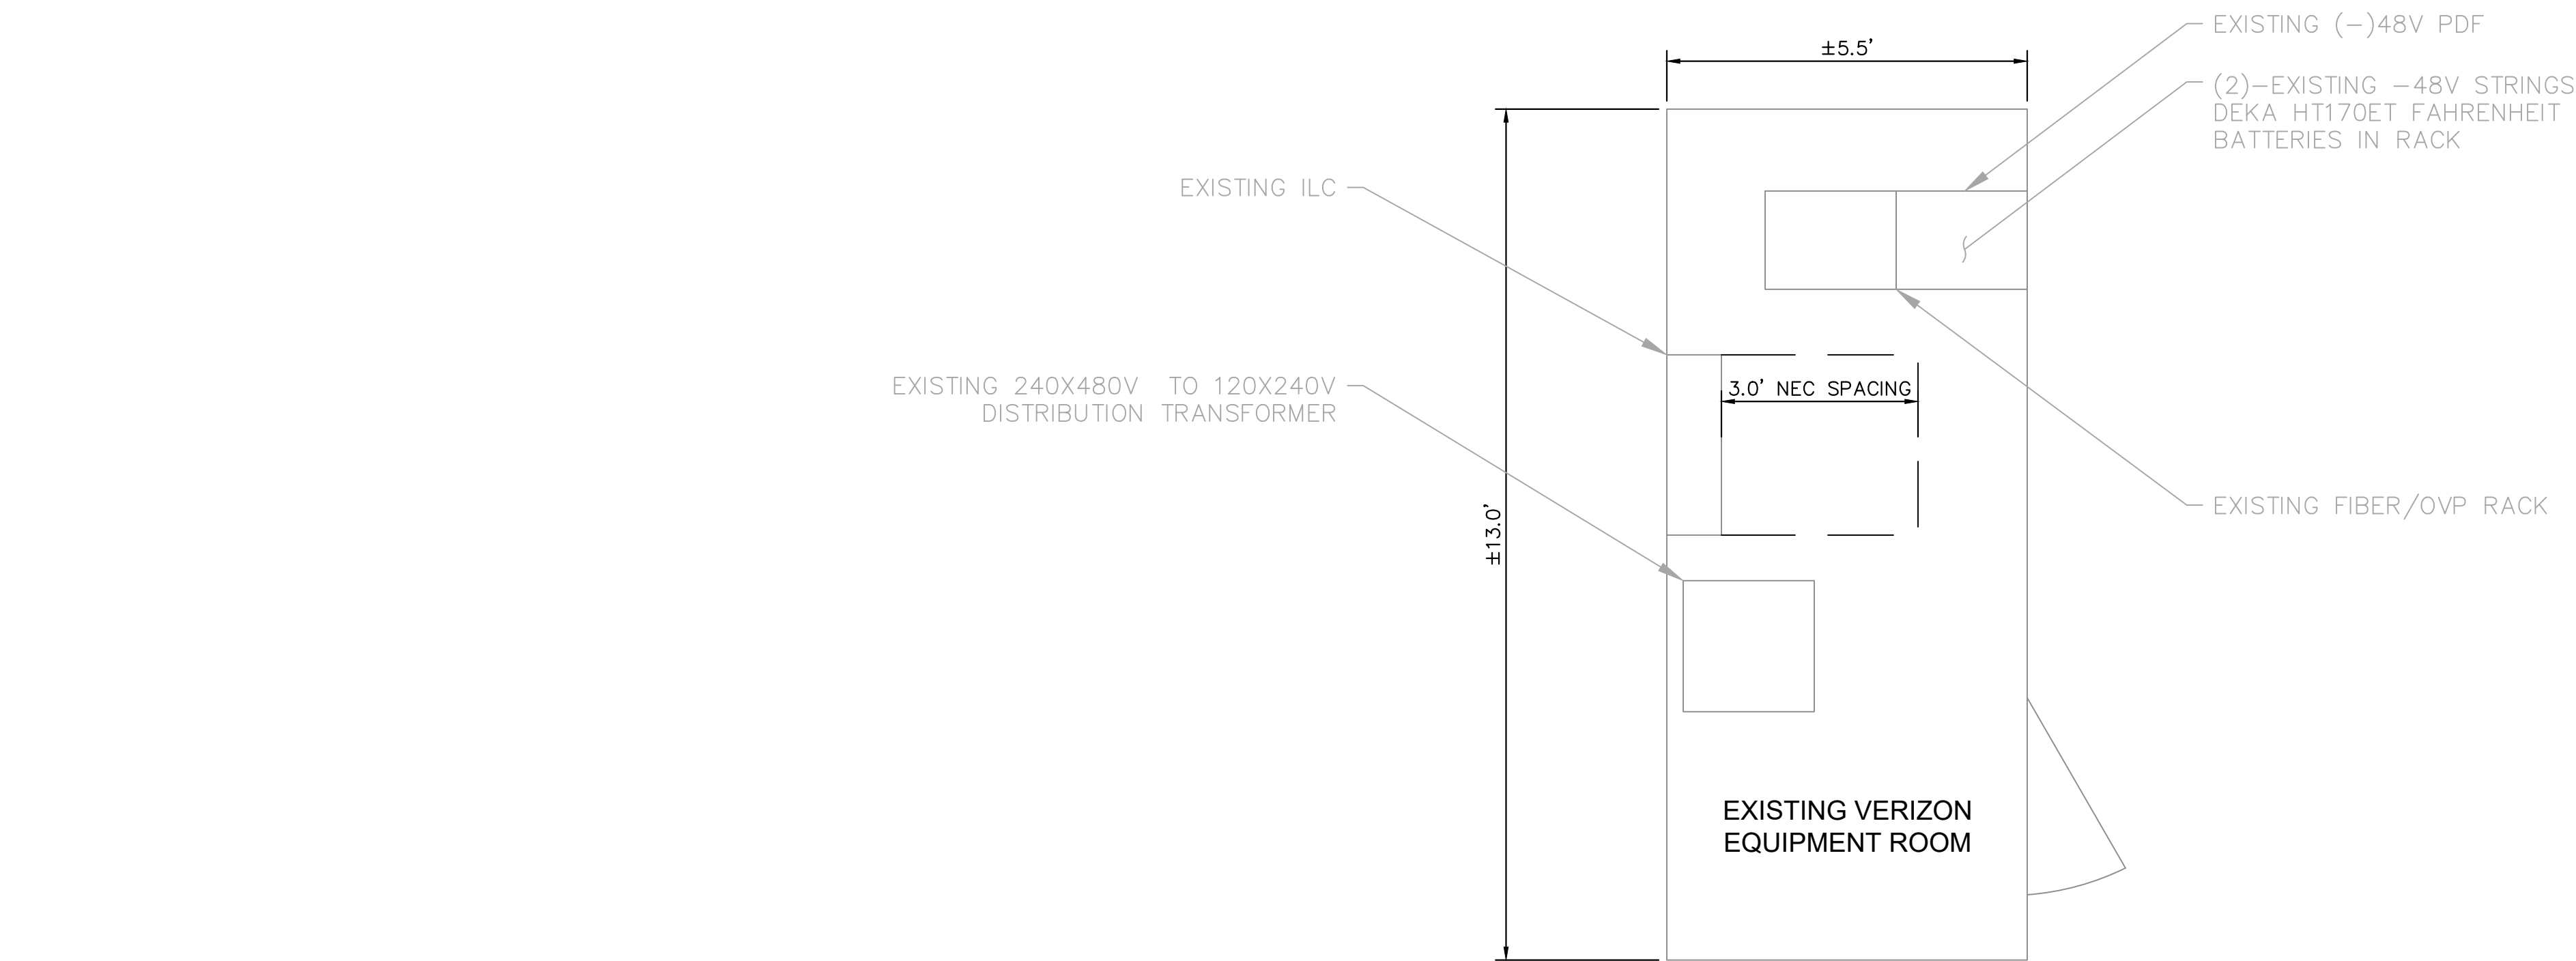 EXISTING (-)48V PDF
±5.5'
(2)-EXISTING -48V STRINGS
DEKA HT170ET FAHRENHEIT
BATTERIES IN RACK
EXISTING ILC
EXISTING 240X480V TO 120X240V
DISTRIBUTION TRANSFORMER
3.0' NEC SPACING
±13.0'
EXISTING FIBER/OVP RACK
EXISTING VERIZON
EQUIPMENT ROOM